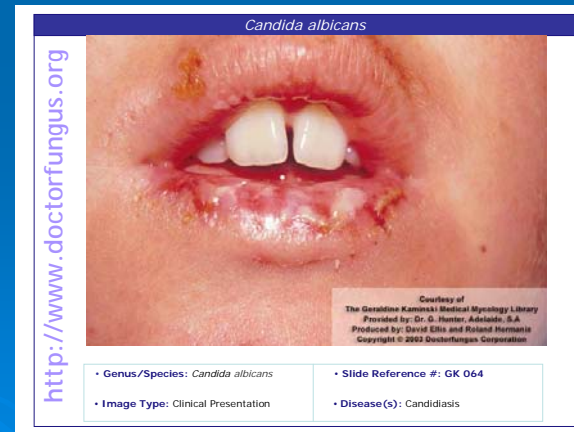 Candida albicans
http://www.doctorfungus.org
Courtesy of
The Geraldine Kaminski Medical Mycology Library
Provided by: Dr. G. Hunter, Adelaide, S.A
Produced by: David Ellis and Roland Hermanis
Copyright © 2003 Doctorfungus Corporation
• Genus/Species: Candida albicans
• Slide Reference #: GK 064
• Image Type: Clinical Presentation
• Disease(s): Candidiasis